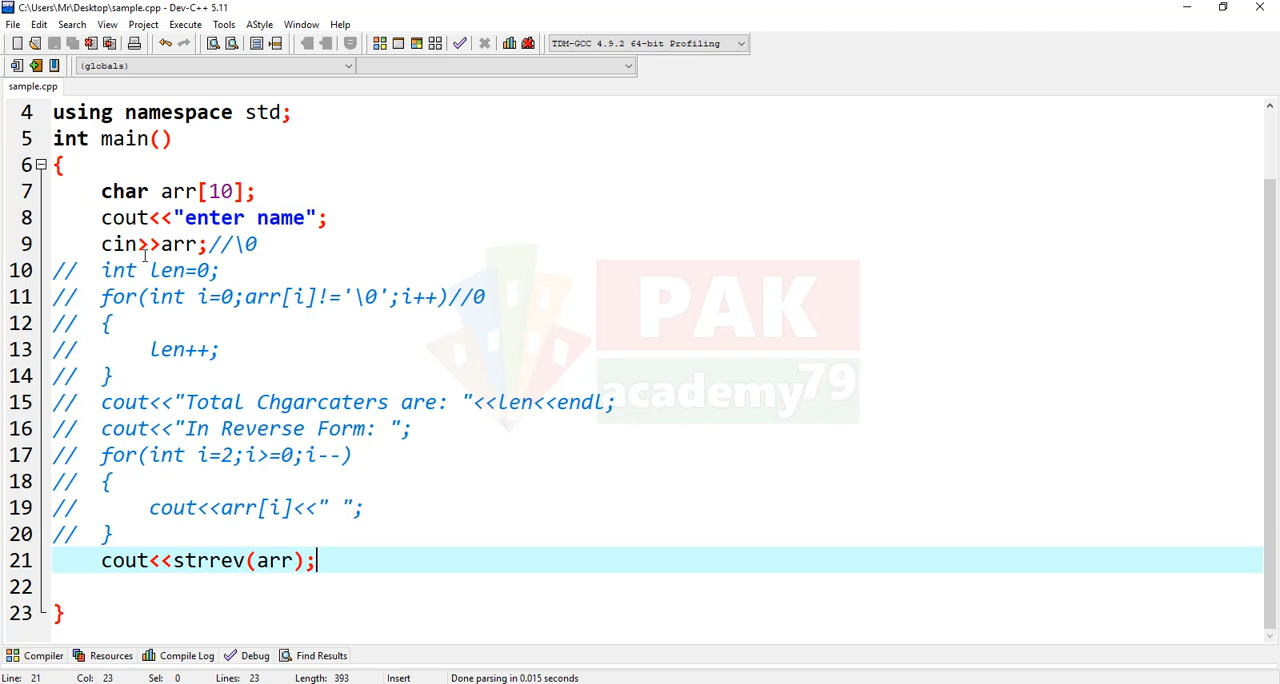 C:\Users\Mr\Desktop\sample.cpp - Dev-C++ 5.11
File Edit Search View Project Execute Tools AStyle Window Help
TDM-GCC 4.9.2 64-bit Profiling
(globals)
sample.cpp
4 using namespace std;
5 int main()
6 {
7 char arr[10];
8 cout<<"enter name";
9 cin>>arr;//\0
10 // int len=0;
11 // for(int i=0;arr[i]!='\0';i++)//0
12 // {
13 // len++;
14 // }
15 // cout<<"Total Chgarcaters are: "<<len<<endl;
16 // cout<<"In Reverse Form: ";
17 // for(int i=2;i>=0;i--)
18 // {
19 // cout<<arr[i]<<" ";
20 // }
21 cout<<strrev(arr);
22
23 }
PAK
academy79
Compiler Resources Compile Log Debug Find Results
Line: 21 Col: 23 Sel: 0 Lines: 23 Length: 393 Insert Done parsing in 0.015 seconds